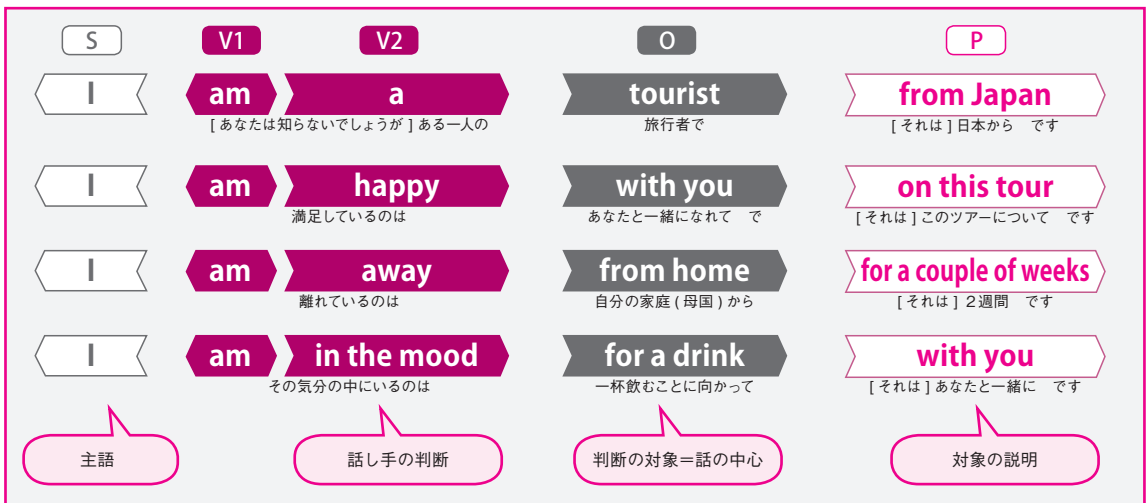 S V1 V2 O P
I am a tourist from Japan
[あなたは知らないでしょうが]ある一人の 旅行者で [それは]日本から です
I am happy with you on this tour
満足しているのは あなたと一緒になれて で [それは]このツアーについて です
I am away from home for a couple of weeks
離れているのは 自分の家庭(母国)から [それは]2週間 です
I am in the mood for a drink with you
その気分の中にいるのは 一杯飲むことに向かって [それは]あなたと一緒に です
主語 話し手の判断 判断の対象=話の中心 対象の説明